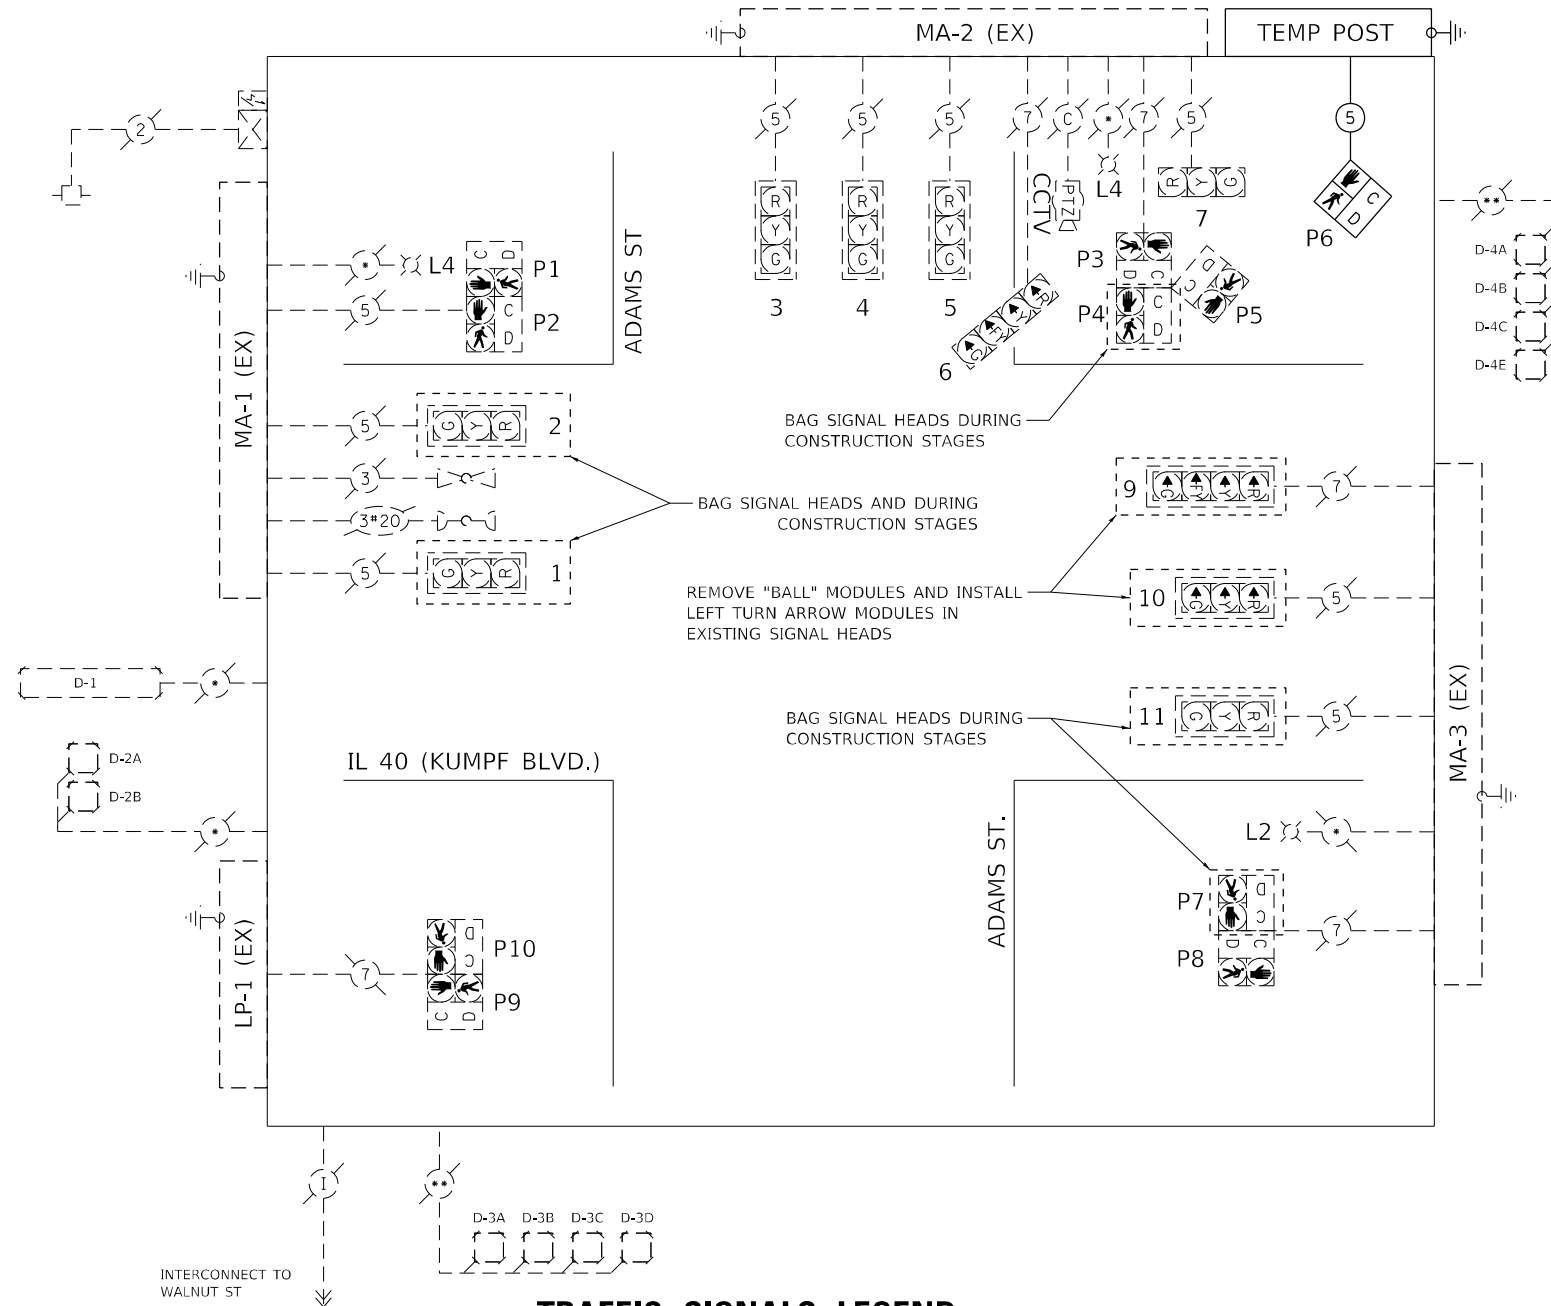 MA-2 (EX)
TEMP POST
2
5
5
5
7
C
*
7
5
5
R
Y
G
R
Y
G
R
Y
G
CCTV
PTZ
L4
R Y G
7
C
D
P6
**
D-4A
D-4B
D-4C
D-4E
MA-1 (EX)
*
L4
C D
P1
5
C
D
P2
ADAMS ST
3
4
5
P3
D C
P4
C
D
D
C
P5
G FY Y R
6
BAG SIGNAL HEADS DURING
CONSTRUCTION STAGES
5
G Y R
2
3
3#20
5
G Y R
1
BAG SIGNAL HEADS AND DURING
CONSTRUCTION STAGES
9
G FY Y R
7
REMOVE "BALL" MODULES AND INSTALL
LEFT TURN ARROW MODULES IN
EXISTING SIGNAL HEADS
10
G Y R
5
D-1
*
BAG SIGNAL HEADS DURING
CONSTRUCTION STAGES
11
G Y R
5
MA-3 (EX)
D-2A
D-2B
*
IL 40 (KUMPF BLVD.)
ADAMS ST.
L2
*
LP-1 (EX)
7
D
C
P10
P9
C D
P7
D
C
7
P8
D C
I
**
D-3A D-3B D-3C D-3D
INTERCONNECT TO
WALNUT ST
TRAFFIC SIGNALS LEGEND